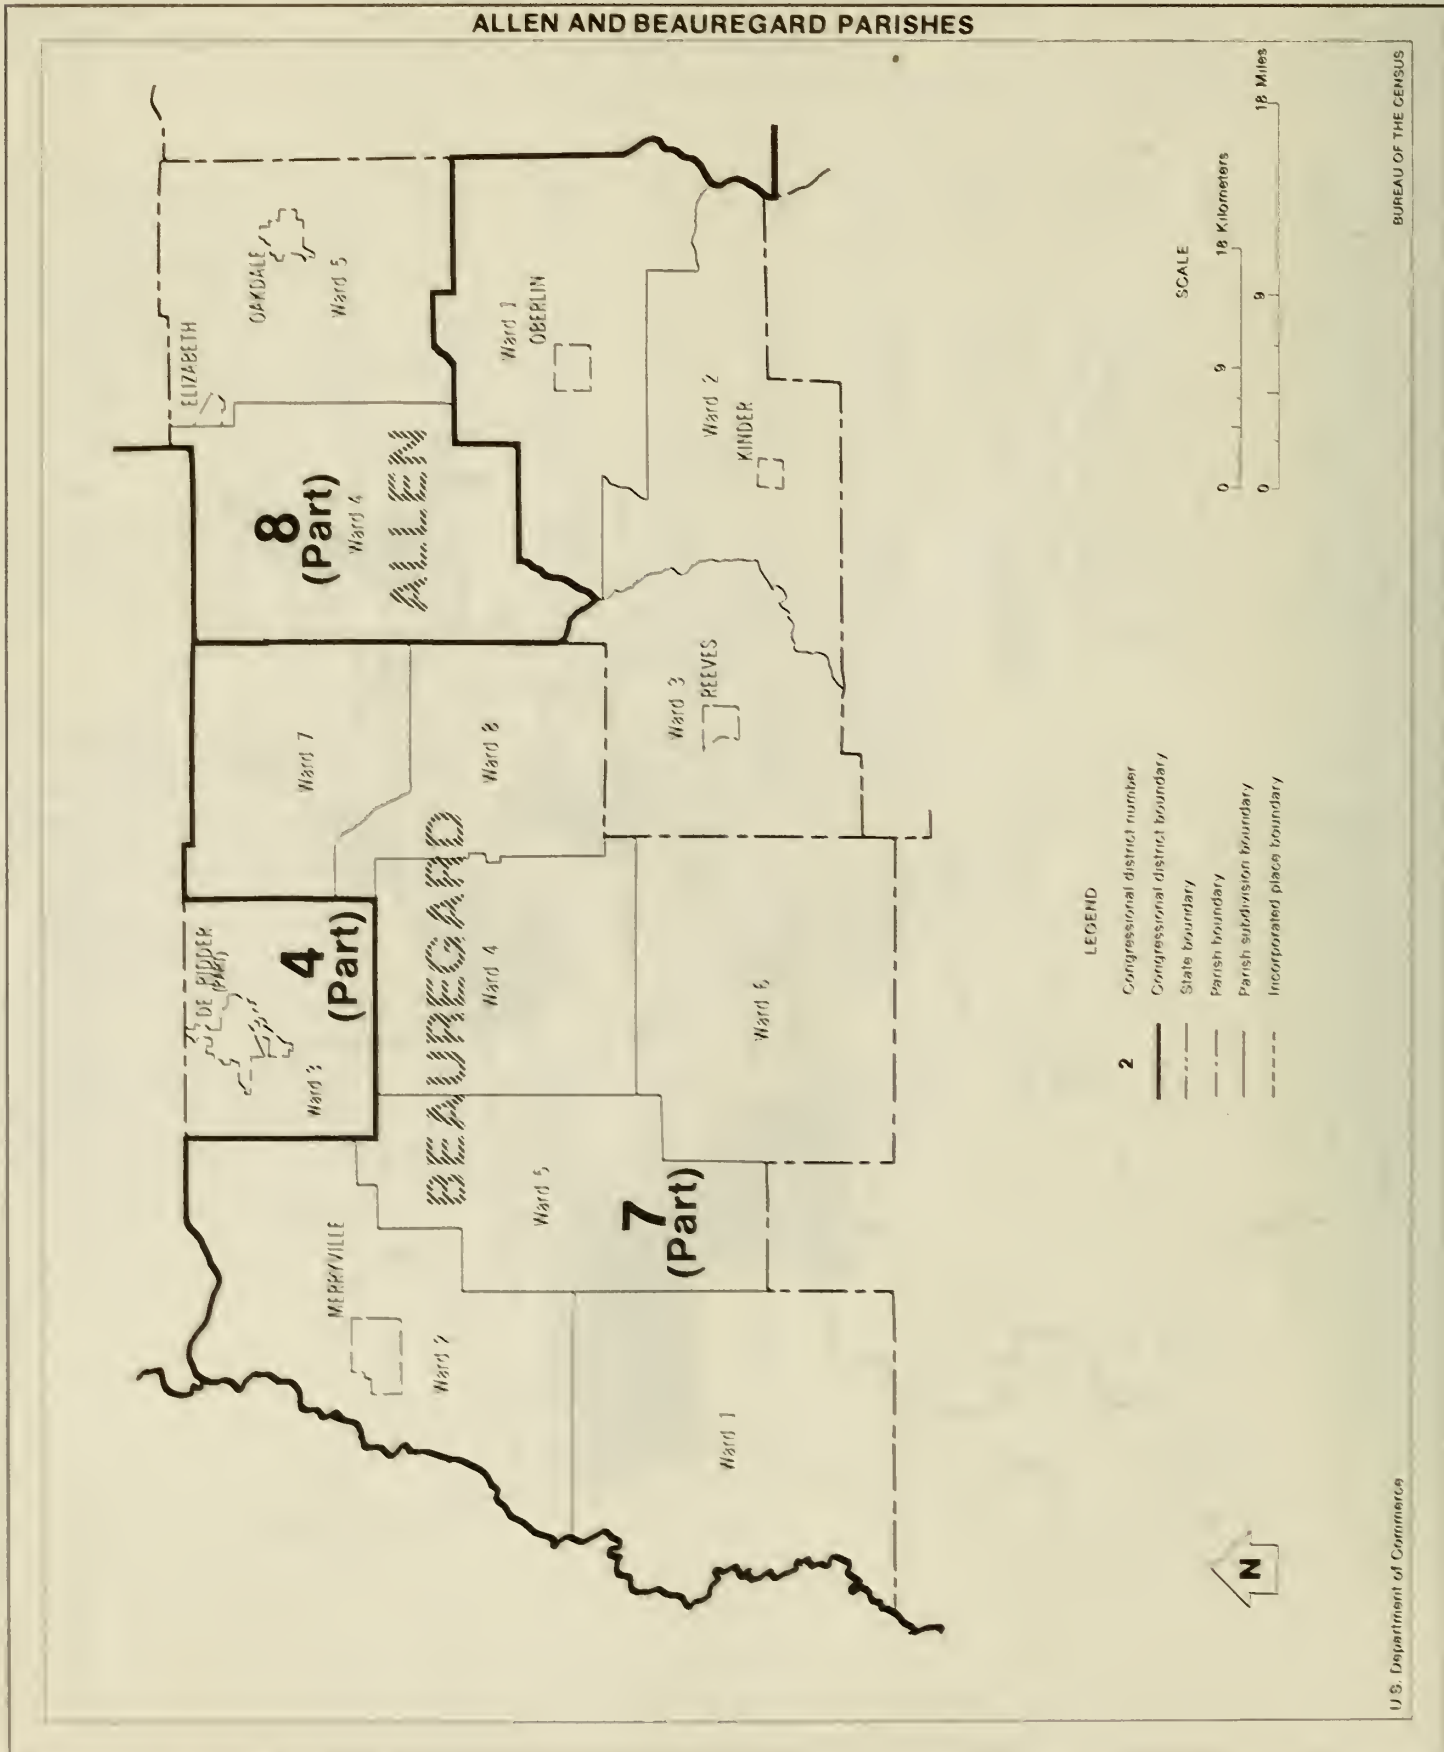 ALLEN AND BEAUREGARD PARISHES
ELIZABETH
OAKDALE
Ward 5
8
(Part)
Ward 4
ALLEN
Ward 1
OBERLIN
Ward 2
KINDER
Ward 3
REEVES
Ward 7
Ward 8
DE RIDDER
(PART)
4
(Part)
Ward 3
BEAUREGARD
Ward 4
Ward 6
Ward 5
7
(Part)
MERRYVILLE
Ward 2
Ward 1
LEGEND
2 Congressional district number
Congressional district boundary
State boundary
Parish boundary
Parish subdivision boundary
Incorporated place boundary
SCALE
0 9 18 Kilometers
0 9 18 Miles
N
U.S. Department of Commerce
BUREAU OF THE CENSUS